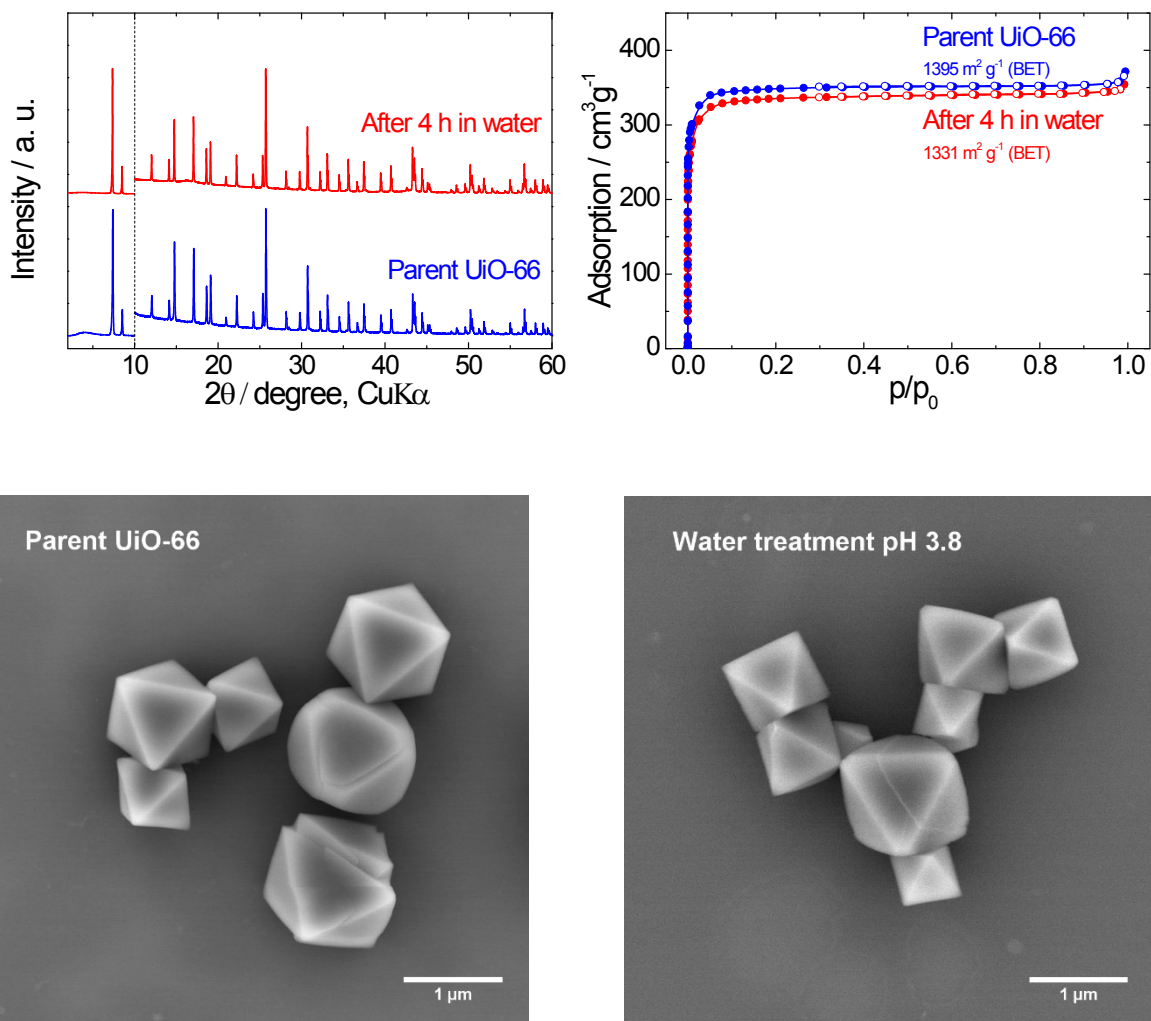 Intensity / a. u.
After 4 h in water
Parent UiO-66
10 20 30 40 50 60
2θ / degree, CuKα
Adsorption / cm³g⁻¹
400
300
200
100
0
Parent UiO-66
1395 m² g⁻¹ (BET)
After 4 h in water
1331 m² g⁻¹ (BET)
0.0 0.2 0.4 0.6 0.8 1.0
p/p₀
Parent UiO-66
1 µm
Water treatment pH 3.8
1 µm